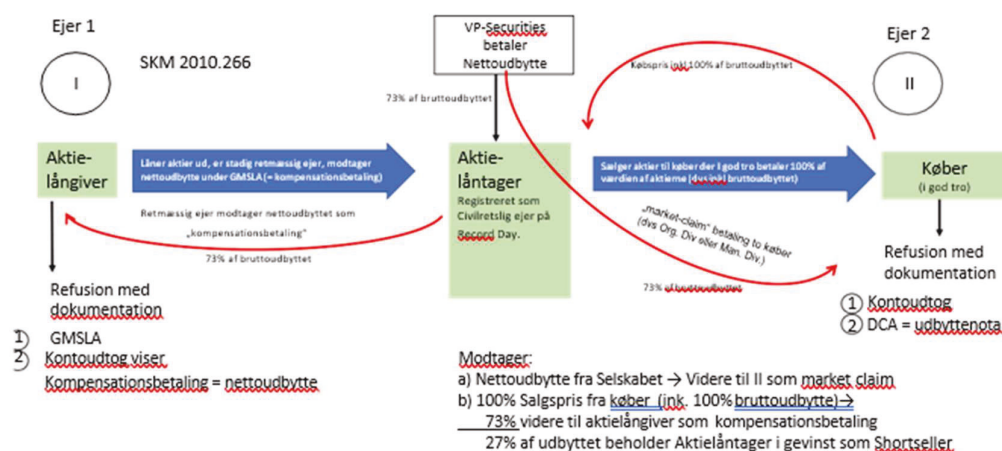 Ejer 1
I
SKM 2010.266
VP-Securities
betaler
Nettoudbytte
73% af bruttoudbyttet
Købspris inkl 100% af bruttoudbyttet
Ejer 2
II
Aktie-
långiver
Låner aktier ud, er stadig retmæssig ejer, modtager
nettoudbytte under GMSLA (= kompensationsbetaling)
Aktie-
låntager
Registreret som
Civilretslig ejer på
Record Day.
Sælger aktier til køber der I god tro betaler 100% af
værdien af aktierne (dvs inkl bruttoudbyttet)
Køber
(i god tro)
Retmæssig ejer modtager nettoudbyttet som
„kompensationsbetaling"
73% af bruttoudbyttet
„market-claim" betaling to køber
(dvs Org. Div eller Man. Div.)
73% af bruttoudbyttet
Refusion med
dokumentation
1 GMSLA
2 Kontoudtog viser
Kompensationsbetaling = nettoudbytte
Refusion med
dokumentation
1 Kontoudtog
2 DCA = udbyttenota
Modtager:
a) Nettoudbytte fra Selskabet → Videre til II som market claim
b) 100% Salgspris fra køber (ink. 100% bruttoudbytte)→
73% videre til aktielångiver som kompensationsbetaling
27% af udbyttet beholder Aktielåntager i gevinst som Shortseller